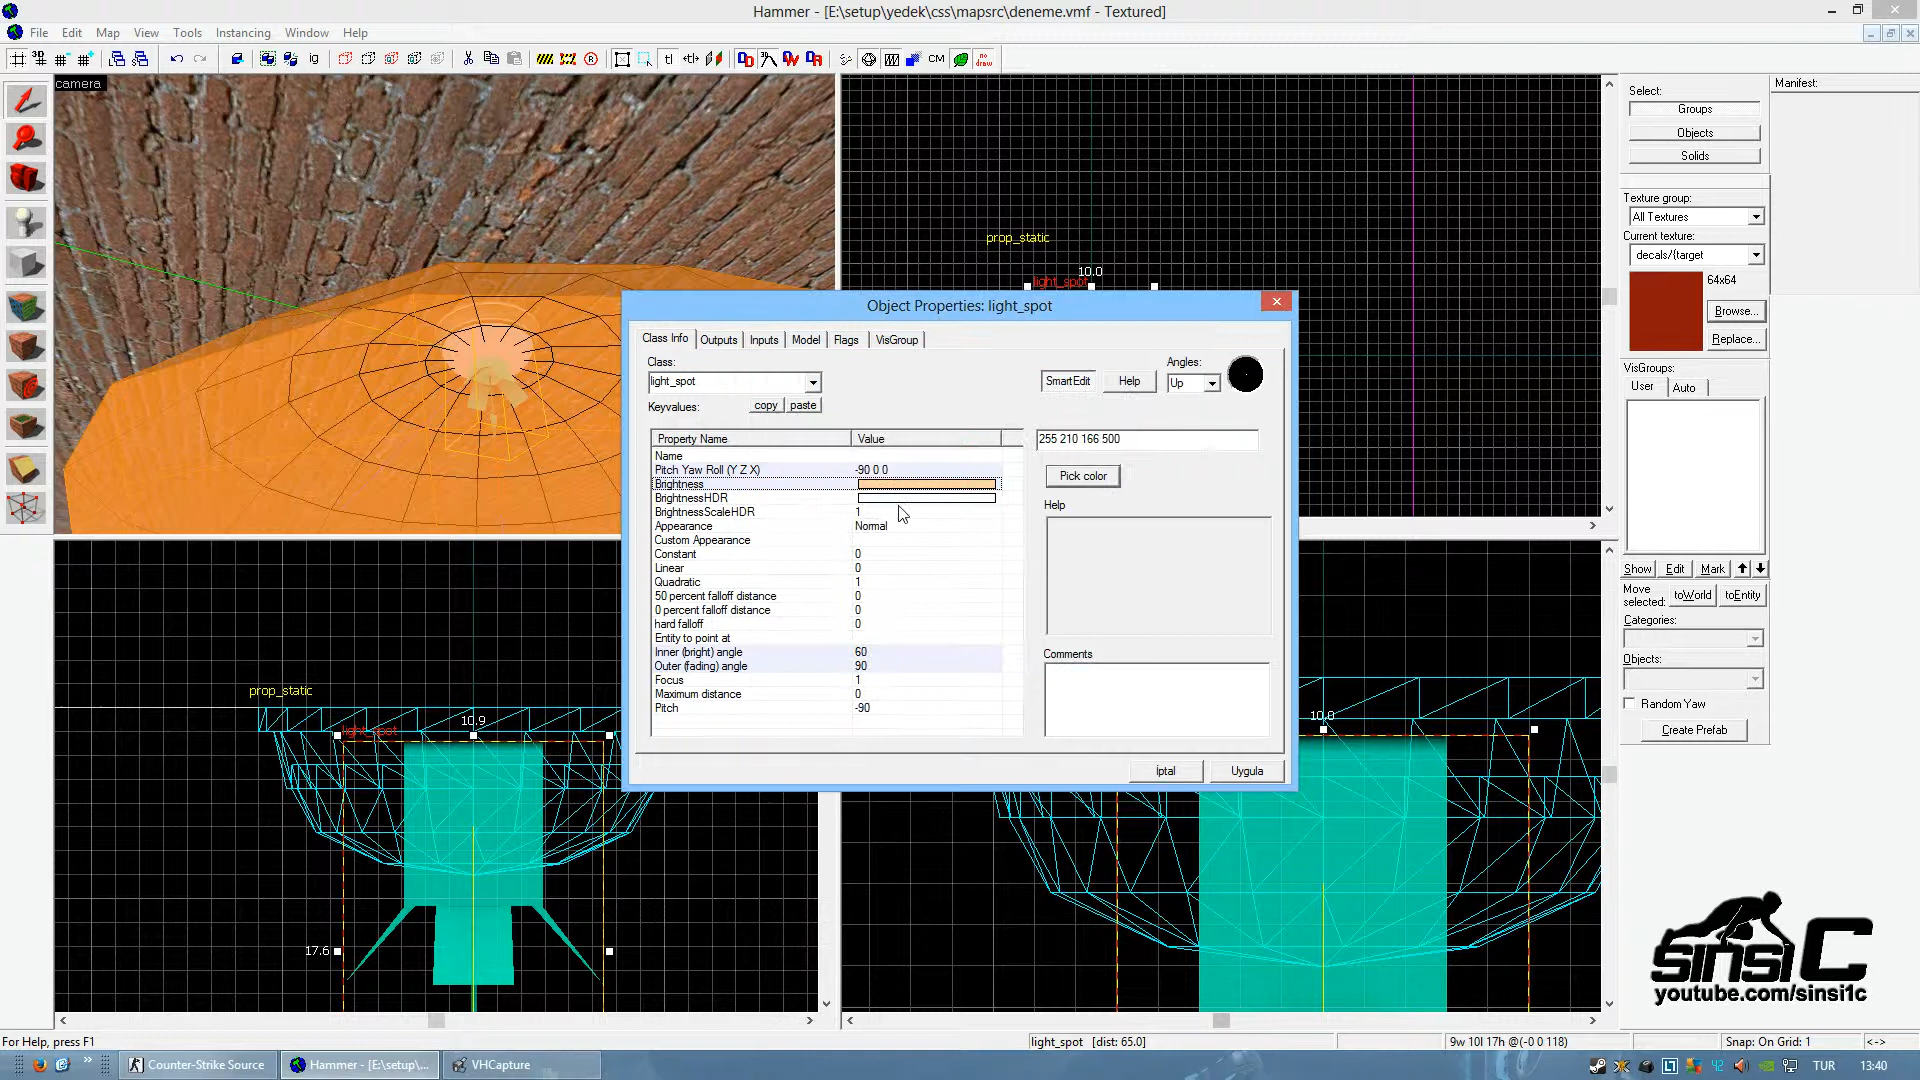 Hammer - [E:\setup\yedek\css\mapsrc\deneme.vmf - Textured]
File Edit Map View Tools Instancing Window Help
camera
prop_static
10.0
light_spot
Select:
Groups
Objects
Solids
Texture group:
All Textures
Current texture:
decals/{target
64x64
Browse...
Replace...
VisGroups:
User Auto
Show Edit Mark
Move selected: toWorld toEntity
Categories:
Objects:
Random Yaw
Create Prefab
Manifest:
Object Properties: light_spot
Class Info Outputs Inputs Model Flags VisGroup
Class:
light_spot
SmartEdit Help
Angles:
Up
Keyvalues: copy paste
Property Name Value
Name
Pitch Yaw Roll (Y Z X) -90 0 0
Brightness
BrightnessHDR
BrightnessScaleHDR 1
Appearance Normal
Custom Appearance
Constant 0
Linear 0
Quadratic 1
50 percent falloff distance 0
0 percent falloff distance 0
hard falloff 0
Entity to point at
Inner (bright) angle 60
Outer (fading) angle 90
Focus 1
Maximum distance 0
Pitch -90
255 210 166 500
Pick color
Help
Comments
İptal Uygula
prop_static
light_spot
10.9
17.6
10.0
sinsi C
youtube.com/sinsi1c
For Help, press F1
light_spot [dist: 65.0]
9w 10l 17h @(-0 0 118)
Snap: On Grid: 1
<->
Counter-Strike Source
Hammer - [E:\setup\...
VHCapture
TUR
13:40